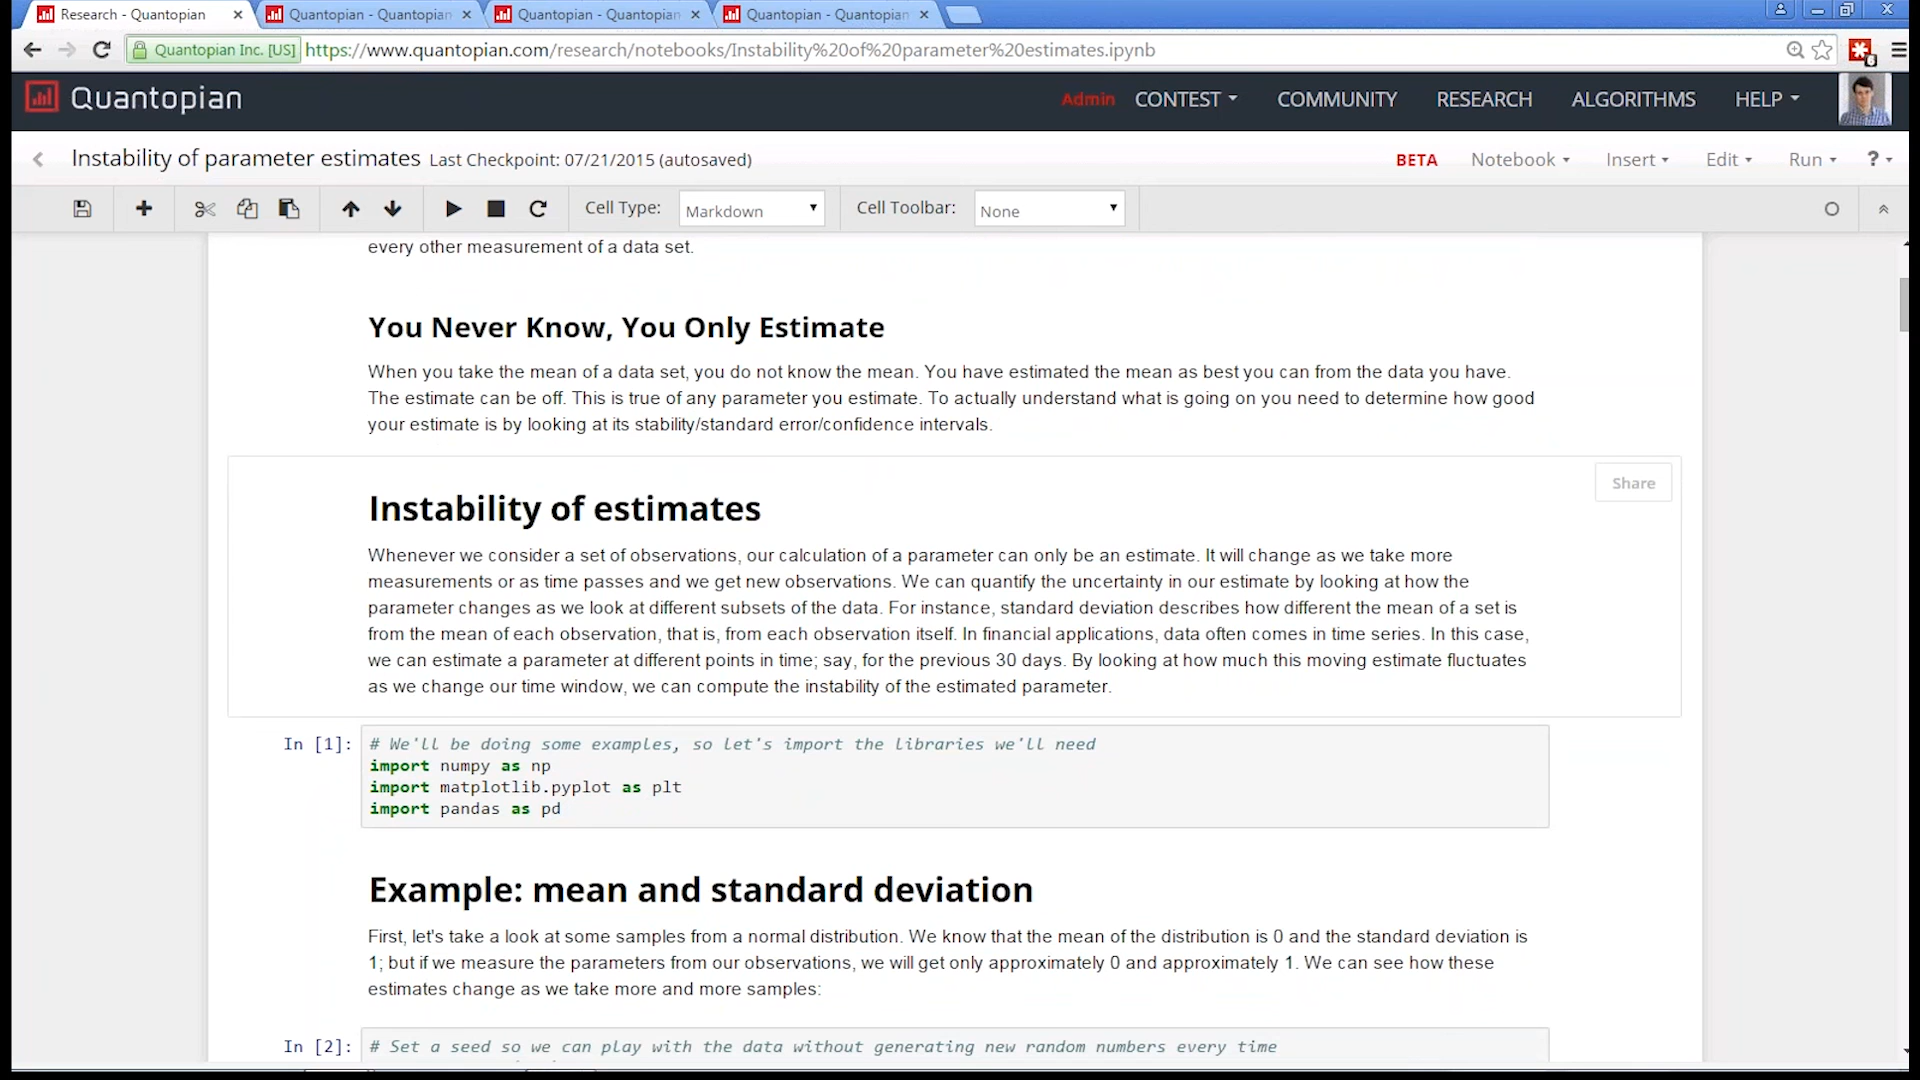 Research - Quantopian
Quantopian - Quantopian
Quantopian - Quantopian
Quantopian - Quantopian
Quantopian Inc. [US] https://www.quantopian.com/research/notebooks/Instability%20of%20parameter%20estimates.ipynb
Quantopian
Admin CONTEST COMMUNITY RESEARCH ALGORITHMS HELP
Instability of parameter estimates Last Checkpoint: 07/21/2015 (autosaved)
BETA Notebook Insert Edit Run ?
Cell Type: Markdown Cell Toolbar: None
every other measurement of a data set.
You Never Know, You Only Estimate
When you take the mean of a data set, you do not know the mean. You have estimated the mean as best you can from the data you have.
The estimate can be off. This is true of any parameter you estimate. To actually understand what is going on you need to determine how good
your estimate is by looking at its stability/standard error/confidence intervals.
Share
Instability of estimates
Whenever we consider a set of observations, our calculation of a parameter can only be an estimate. It will change as we take more
measurements or as time passes and we get new observations. We can quantify the uncertainty in our estimate by looking at how the
parameter changes as we look at different subsets of the data. For instance, standard deviation describes how different the mean of a set is
from the mean of each observation, that is, from each observation itself. In financial applications, data often comes in time series. In this case,
we can estimate a parameter at different points in time; say, for the previous 30 days. By looking at how much this moving estimate fluctuates
as we change our time window, we can compute the instability of the estimated parameter.
In [1]: # We'll be doing some examples, so let's import the libraries we'll need
import numpy as np
import matplotlib.pyplot as plt
import pandas as pd
Example: mean and standard deviation
First, let's take a look at some samples from a normal distribution. We know that the mean of the distribution is 0 and the standard deviation is
1; but if we measure the parameters from our observations, we will get only approximately 0 and approximately 1. We can see how these
estimates change as we take more and more samples:
In [2]: # Set a seed so we can play with the data without generating new random numbers every time